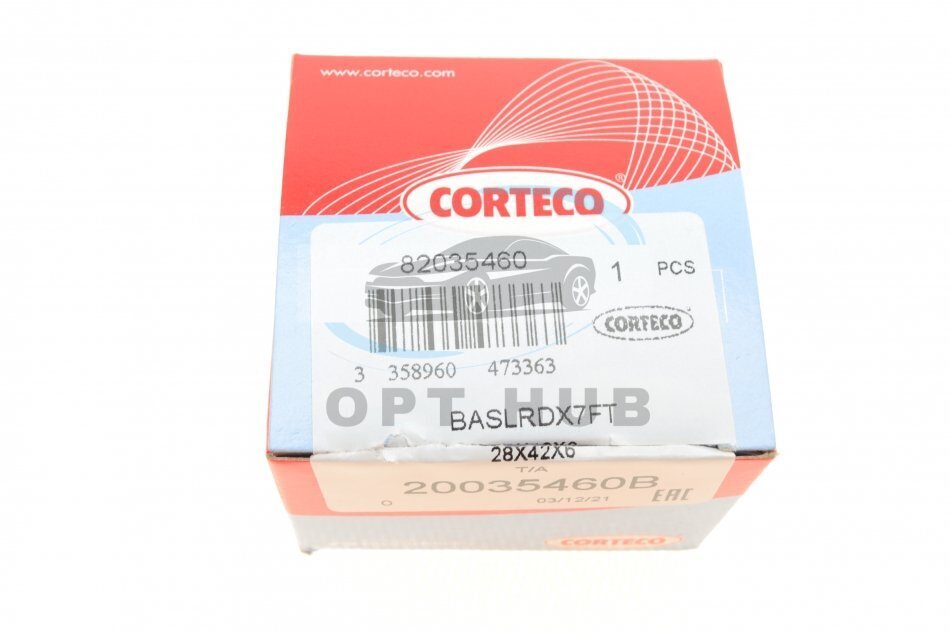 www.corteco.com
CORTECO®
82035460
1 PCS
CORTECO
3 358960 473363
OPT HUB
BASLRDX7FT
28X42X6
T/A
20035460B
0 03/12/21 EAC
CORTECO